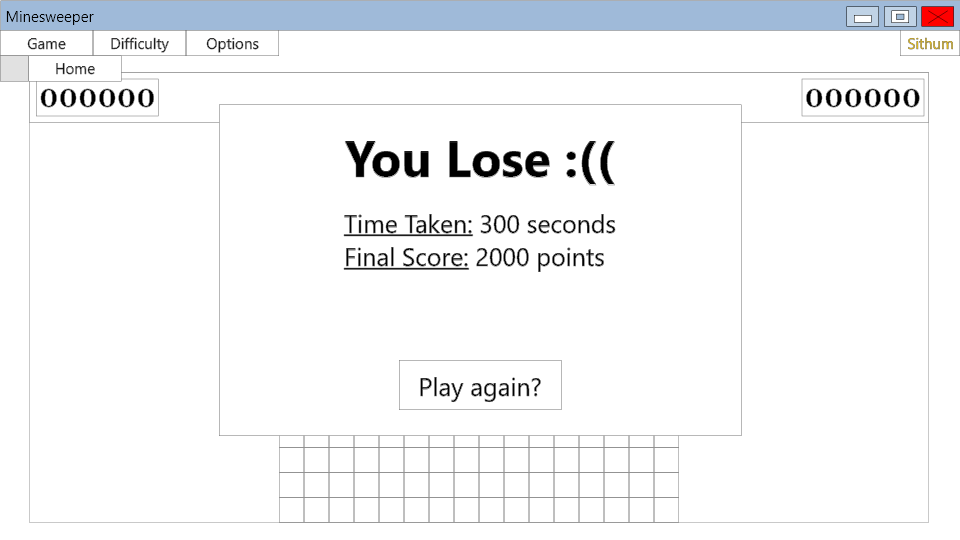 Minesweeper
Game Difficulty Options Sithum
Home
000000 000000
You Lose :((
Time Taken: 300 seconds
Final Score: 2000 points
Play again?